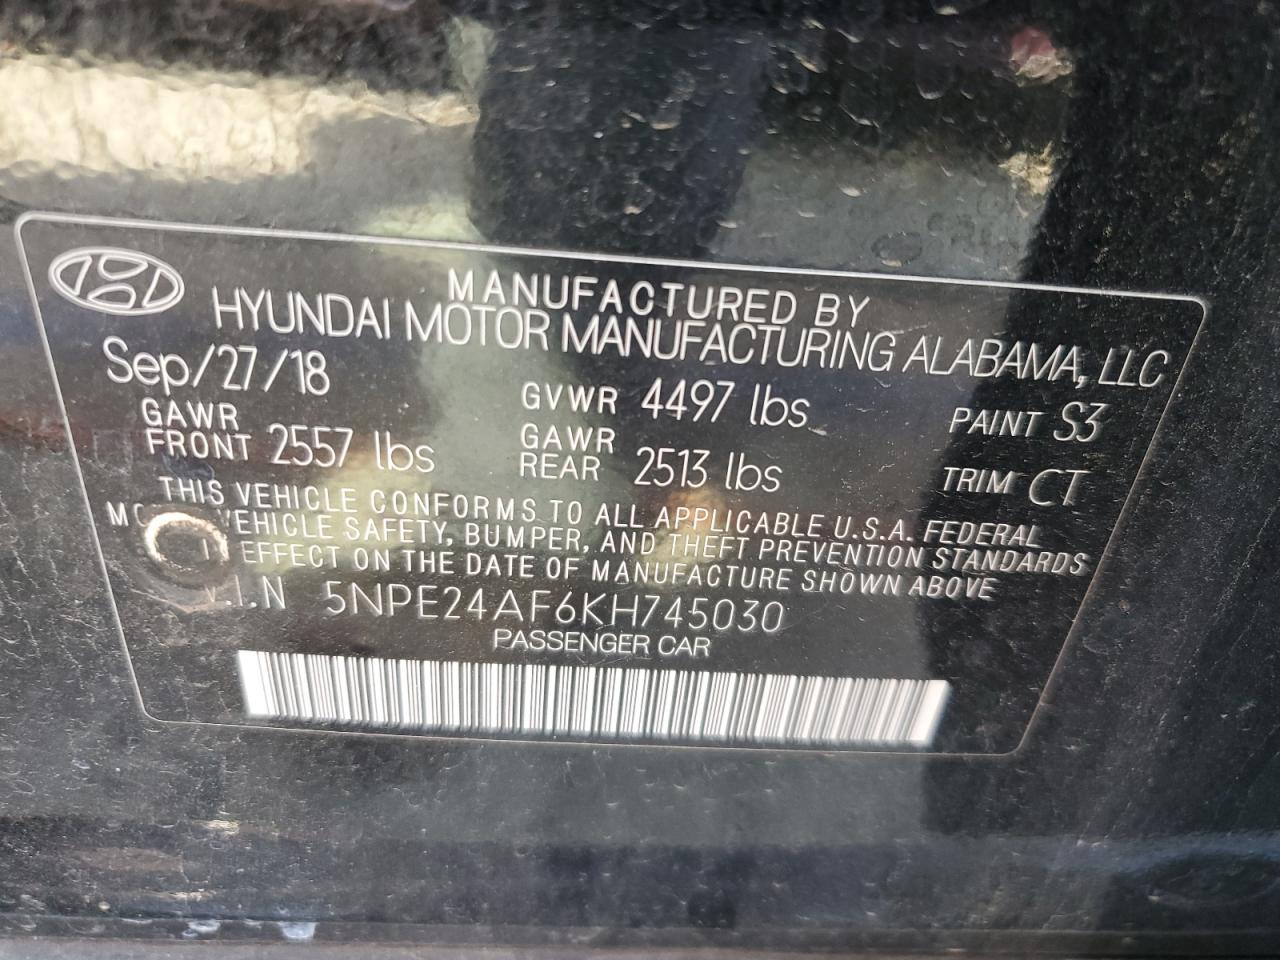 MANUFACTURED BY
HYUNDAI MOTOR MANUFACTURING ALABAMA, LLC
Sep/27/18 GVWR 4497 lbs PAINT S3
GAWR FRONT 2557 lbs GAWR REAR 2513 lbs TRIM CT
THIS VEHICLE CONFORMS TO ALL APPLICABLE U.S.A. FEDERAL
VEHICLE SAFETY, BUMPER, AND THEFT PREVENTION STANDARDS
EFFECT ON THE DATE OF MANUFACTURE SHOWN ABOVE
V.I.N 5NPE24AF6KH745030
PASSENGER CAR